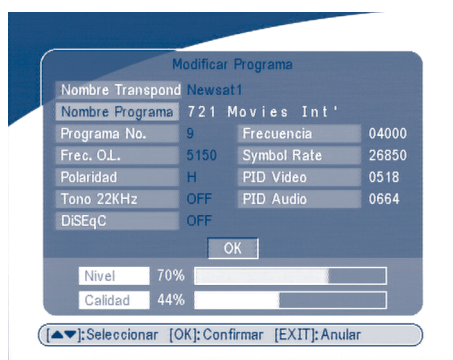 Modificar Programa
Nombre Transpond Newsat1
Nombre Programa 721 Movies Int'
Programa No. 9 Frecuencia 04000
Frec. O.L. 5150 Symbol Rate 26850
Polaridad H PID Video 0518
Tono 22KHz OFF PID Audio 0664
DiSEqC OFF
OK
Nivel 70%
Calidad 44%
[▲▼]:Seleccionar [OK]:Confirmar [EXIT]:Anular